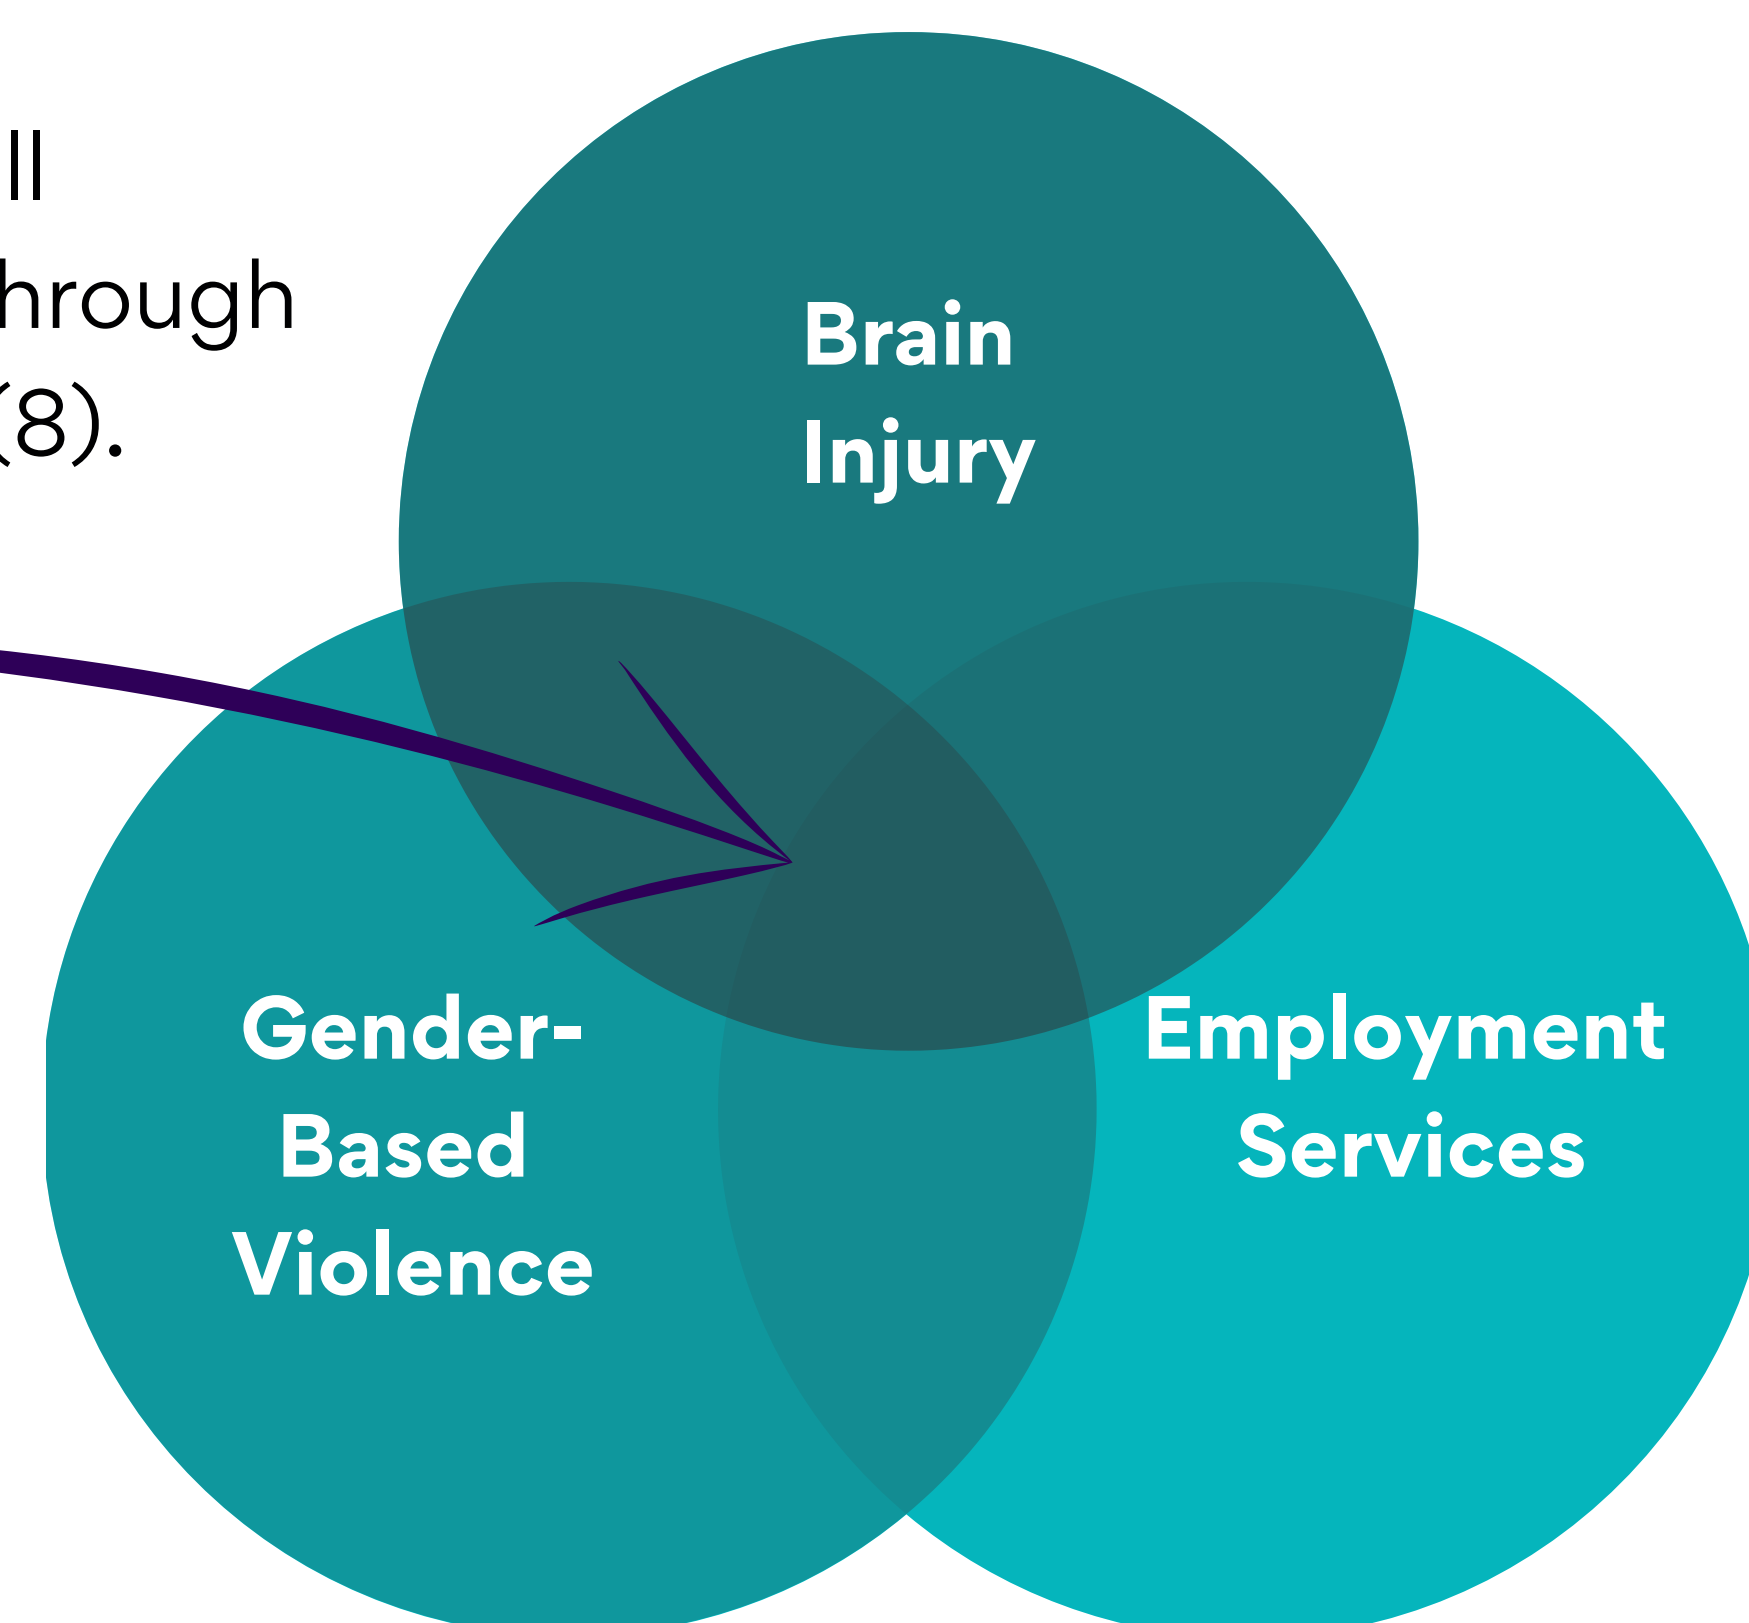 ll
hrough
(8).
Brain
Injury
Gender-
Based
Violence
Employment
Services